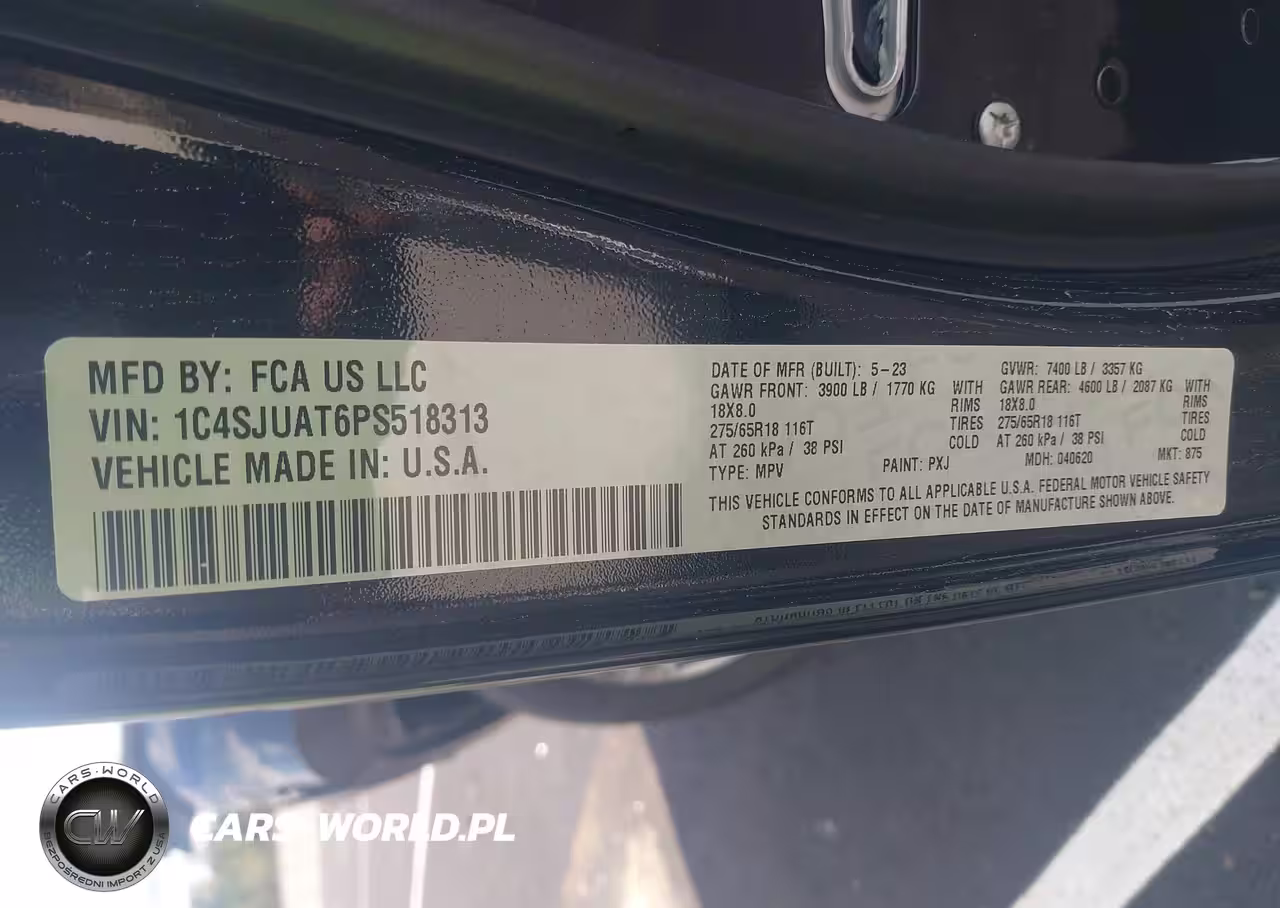 MFD BY: FCA US LLC
VIN: 1C4SJUAT6PS518313
VEHICLE MADE IN: U.S.A.
DATE OF MFR (BUILT): 5-23 GVWR: 7400 LB / 3357 KG
GAWR FRONT: 3900 LB / 1770 KG WITH GAWR REAR: 4600 LB / 2087 KG WITH
18X8.0 RIMS 18X8.0 RIMS
275/65R18 116T TIRES 275/65R18 116T TIRES
AT 260 kPa / 38 PSI COLD AT 260 kPa / 38 PSI COLD
TYPE: MPV PAINT: PXJ MDH: 040620 MKT: 875
THIS VEHICLE CONFORMS TO ALL APPLICABLE U.S.A. FEDERAL MOTOR VEHICLE SAFETY
STANDARDS IN EFFECT ON THE DATE OF MANUFACTURE SHOWN ABOVE.
CARS-WORLD
CW
BEZPOŚREDNI IMPORT Z USA
CARS-WORLD.PL